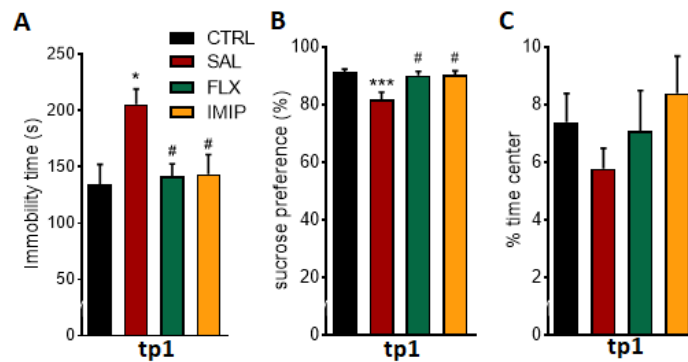 A
CTRL
SAL
FLX
IMIP
Immobility time (s)
250
200
150
100
50
0
*
#
#
tp1
B
sucrose preference (%)
100
80
60
40
20
0
***
#
#
tp1
C
% time center
10
8
6
4
2
0
tp1